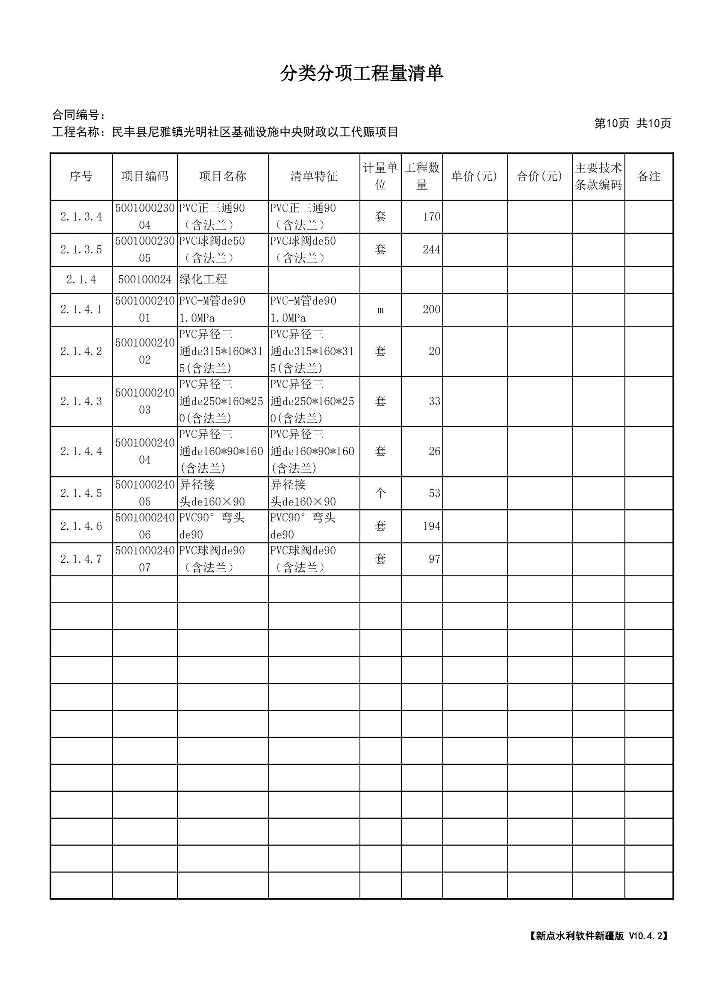 分类分项工程量清单
合同编号：
工程名称：民丰县尼雅镇光明社区基础设施中央财政以工代赈项目
第10页 共10页
序号 项目编码 项目名称 清单特征 计量单位 工程数量 单价(元) 合价(元) 主要技术条款编码 备注
2.1.3.4 500100023004 PVC正三通90（含法兰） PVC正三通90（含法兰） 套 170
2.1.3.5 500100023005 PVC球阀de50（含法兰） PVC球阀de50（含法兰） 套 244
2.1.4 500100024 绿化工程
2.1.4.1 500100024001 PVC-M管de90 1.0MPa PVC-M管de90 1.0MPa m 200
2.1.4.2 500100024002 PVC异径三通de315*160*315(含法兰) PVC异径三通de315*160*315(含法兰) 套 20
2.1.4.3 500100024003 PVC异径三通de250*160*250(含法兰) PVC异径三通de250*160*250(含法兰) 套 33
2.1.4.4 500100024004 PVC异径三通de160*90*160(含法兰) PVC异径三通de160*90*160(含法兰) 套 26
2.1.4.5 500100024005 异径接头de160×90 异径接头de160×90 个 53
2.1.4.6 500100024006 PVC90°弯头de90 PVC90°弯头de90 套 194
2.1.4.7 500100024007 PVC球阀de90（含法兰） PVC球阀de90（含法兰） 套 97
【新点水利软件新疆版 V10.4.2】